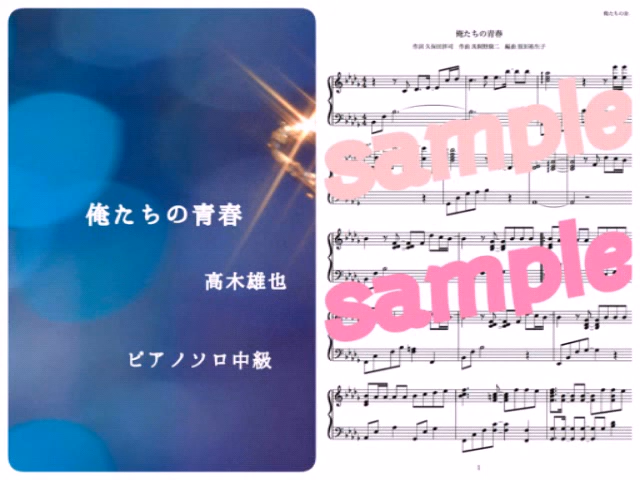 俺たちの青春
高木雄也
ピアノソロ中級
俺たちの青春
sample
sample
1